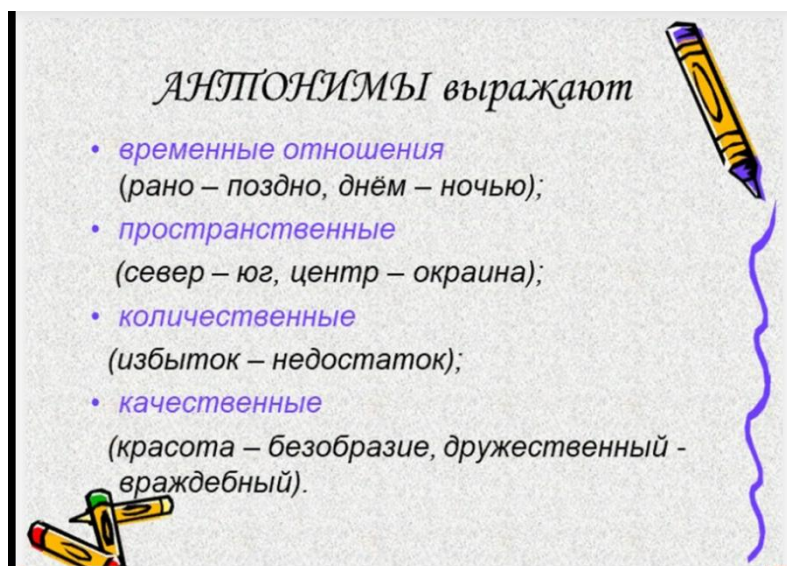 АНТОНИМЫ выражают
• временные отношения
(рано – поздно, днём – ночью);
• пространственные
(север – юг, центр – окраина);
• количественные
(избыток – недостаток);
• качественные
(красота – безобразие, дружественный -
враждебный).